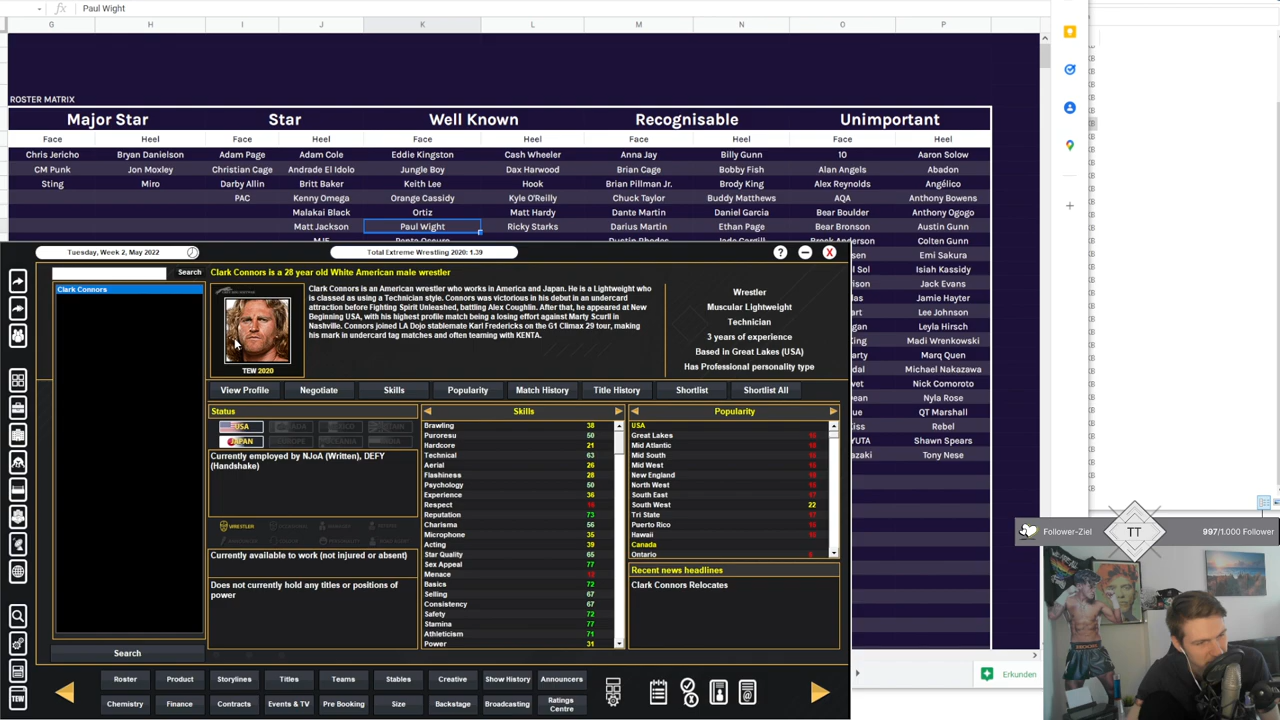 fx Paul Wight
G H I J K L M N O P
ROSTER MATRIX
Major Star Star Well Known Recognisable Unimportant
Face Heel Face Heel Face Heel Face Heel Face Heel
Chris Jericho Bryan Danielson Adam Page Adam Cole Eddie Kingston Cash Wheeler Anna Jay Billy Gunn 10 Aaron Solow
CM Punk Jon Moxley Christian Cage Andrade El Idolo Jungle Boy Dax Harwood Brian Cage Bobby Fish Alan Angels Abadon
Sting Miro Darby Allin Britt Baker Keith Lee Hook Brian Pillman Jr. Brody King Alex Reynolds Angélico
PAC Kenny Omega Orange Cassidy Kyle O'Reilly Chuck Taylor Buddy Matthews AQA Anthony Bowens
Malakai Black Ortiz Matt Hardy Dante Martin Daniel Garcia Bear Boulder Anthony Ogogo
Matt Jackson Paul Wight Ricky Starks Darius Martin Ethan Page Bear Bronson Austin Gunn
Colten Gunn
Emi Sakura
Isiah Kassidy
Jack Evans
Jamie Hayter
Lee Johnson
Leyla Hirsch
Madi Wrenkowski
Marq Quen
Michael Nakazawa
Nick Comoroto
Nyla Rose
QT Marshall
Rebel
Shawn Spears
Tony Nese
Tuesday, Week 2, May 2022 Total Extreme Wrestling 2020: 1.39 ?
Search
Clark Connors
Search
Clark Connors is a 28 year old White American male wrestler
TEW 2020
Clark Connors is an American wrestler who works in America and Japan. He is a Lightweight who
is classed as using a Technician style. Connors was victorious in his debut in an undercard
attraction before Fighting Spirit Unleashed, battling Alex Coughlin. After that, he appeared at New
Beginning USA, with his highest profile match being a losing effort against Marty Scurll in
Nashville. Connors joined LA Dojo stablemate Karl Fredericks on the G1 Climax 29 tour, making
his mark in undercard tag matches and often teaming with KENTA.
Wrestler
Muscular Lightweight
Technician
3 years of experience
Based in Great Lakes (USA)
Has Professional personality type
View Profile Negotiate Skills Popularity Match History Title History Shortlist Shortlist All
Status
USA
JAPAN
Currently employed by NJoA (Written), DEFY
(Handshake)
WRESTLER
Currently available to work (not injured or absent)
Does not currently hold any titles or positions of
power
Skills
Brawling 38
Puroresu 50
Hardcore 21
Technical 63
Aerial 26
Flashiness 28
Psychology 50
Experience 36
Respect
Reputation 73
Charisma 56
Microphone 35
Acting 39
Star Quality 65
Sex Appeal 77
Menace
Basics 72
Selling 67
Consistency 67
Safety 72
Stamina 77
Athleticism 71
Power 31
Popularity
USA
Great Lakes
Mid Atlantic
Mid South
Mid West
New England
North West
South East 17
South West 22
Tri State 17
Puerto Rico
Hawaii
Canada
Ontario
Recent news headlines
Clark Connors Relocates
Roster Product Storylines Titles Teams Stables Creative Show History Announcers
Chemistry Finance Contracts Events & TV Pre Booking Size Backstage Broadcasting Ratings
Centre
TEW
Erkunden
Follower-Ziel TT 997/1.000 Follower